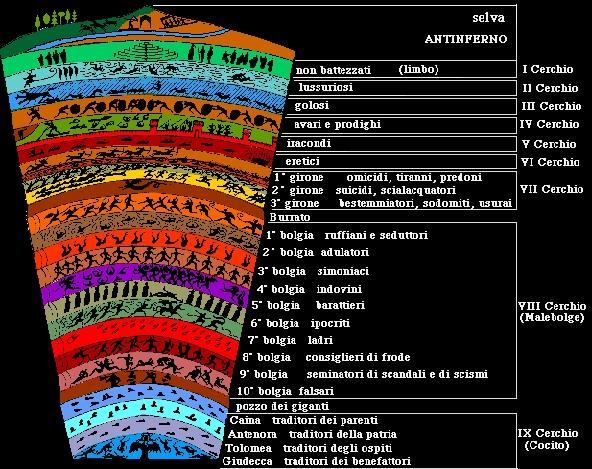 selva
ANTINFERNO
non battezzati (limbo) I Cerchio
lussuriosi II Cerchio
golosi III Cerchio
avari e prodighi IV Cerchio
iracondi V Cerchio
eretici VI Cerchio
1° girone omicidi, tiranni, predoni
2° girone suicidi, scialacquatori VII Cerchio
3° girone bestemmiatori, sodomiti, usurai
Burrato
1° bolgia ruffiani e seduttori
2° bolgia adulatori
3° bolgia simoniaci
4° bolgia indovini
5° bolgia barattieri VIII Cerchio
6° bolgia ipocriti (Malebolge)
7° bolgia ladri
8° bolgia consiglieri di frode
9° bolgia seminatori di scandali e di scismi
10° bolgia falsari
pozzo dei giganti
Caina traditori dei parenti
Antenora traditori della patria IX Cerchio
Tolomea traditori degli ospiti (Cocito)
Giudecca traditori dei benefattori